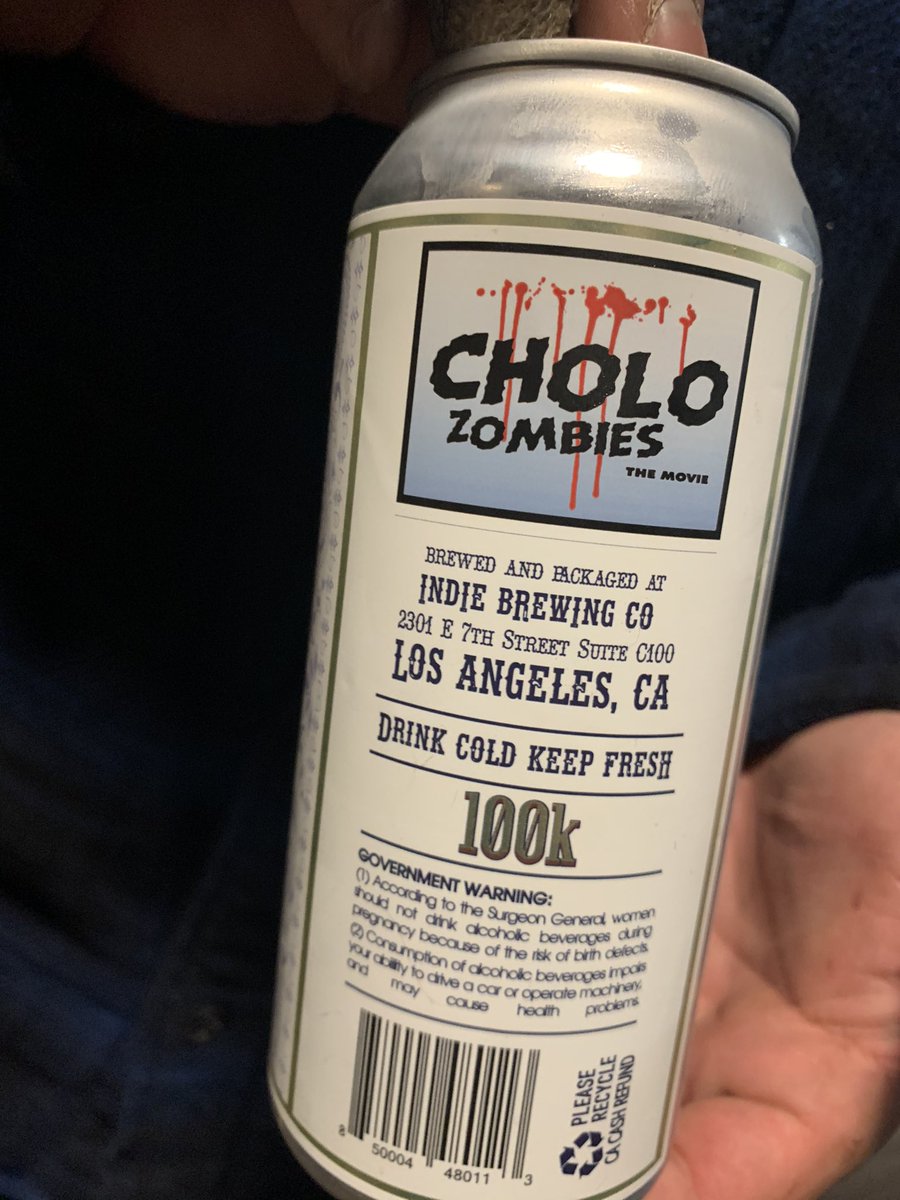 CHOLO
ZOMBIES
THE MOVIE
BREWED AND PACKAGED AT
INDIE BREWING CO
2301 E 7TH STREET SUITE C100
LOS ANGELES, CA
DRINK COLD KEEP FRESH
100k
GOVERNMENT WARNING:
(1) According to the Surgeon General, women
should not drink alcoholic beverages during
pregnancy because of the risk of birth defects.
(2) Consumption of alcoholic beverages impairs
your ability to drive a car or operate machinery,
and may cause health problems.
8 50004 48011 3
PLEASE
RECYCLE
CA CASH REFUND